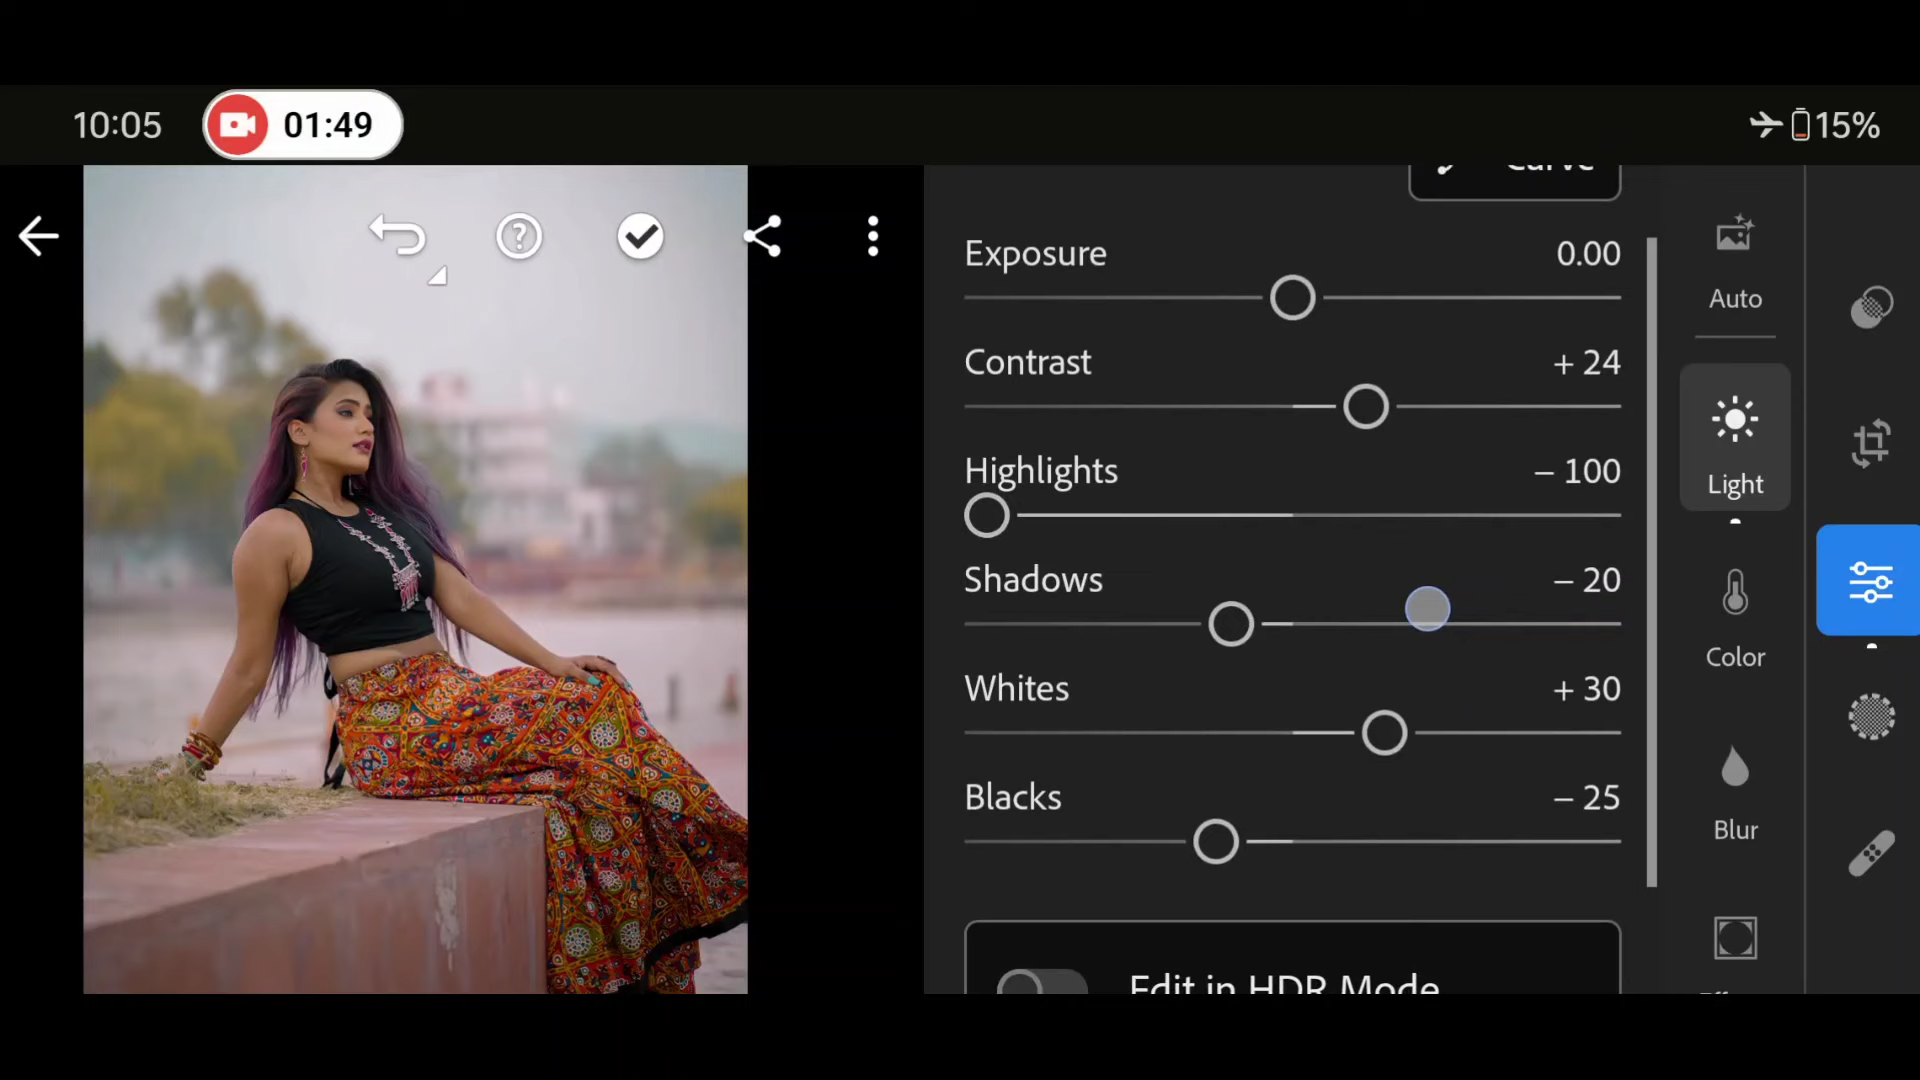 10:05
01:49
15%
Curve
Exposure 0.00
Contrast + 24
Highlights – 100
Shadows – 20
Whites + 30
Blacks – 25
Edit in HDR Mode
Auto
Light
Color
Blur